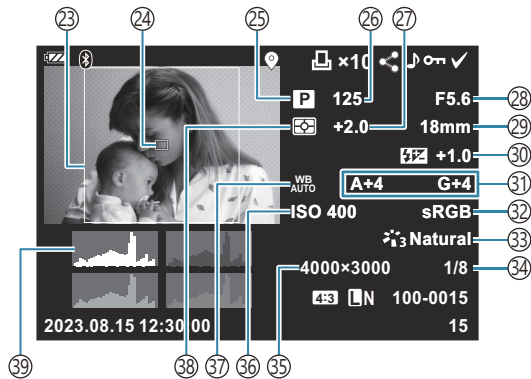 ㉓ ㉔ ㉕ ㉖ ㉗
×10
P 125 F5.6 ㉘
+2.0 18mm ㉙
+1.0 ㉚
WB AUTO A+4 G+4 ㉛
ISO 400 sRGB ㉜
3 Natural ㉝
4000×3000 1/8 ㉞
4:3 L N 100-0015
2023.08.15 12:30:00 15
㊴ ㊳ ㊲ ㊱ ㉟